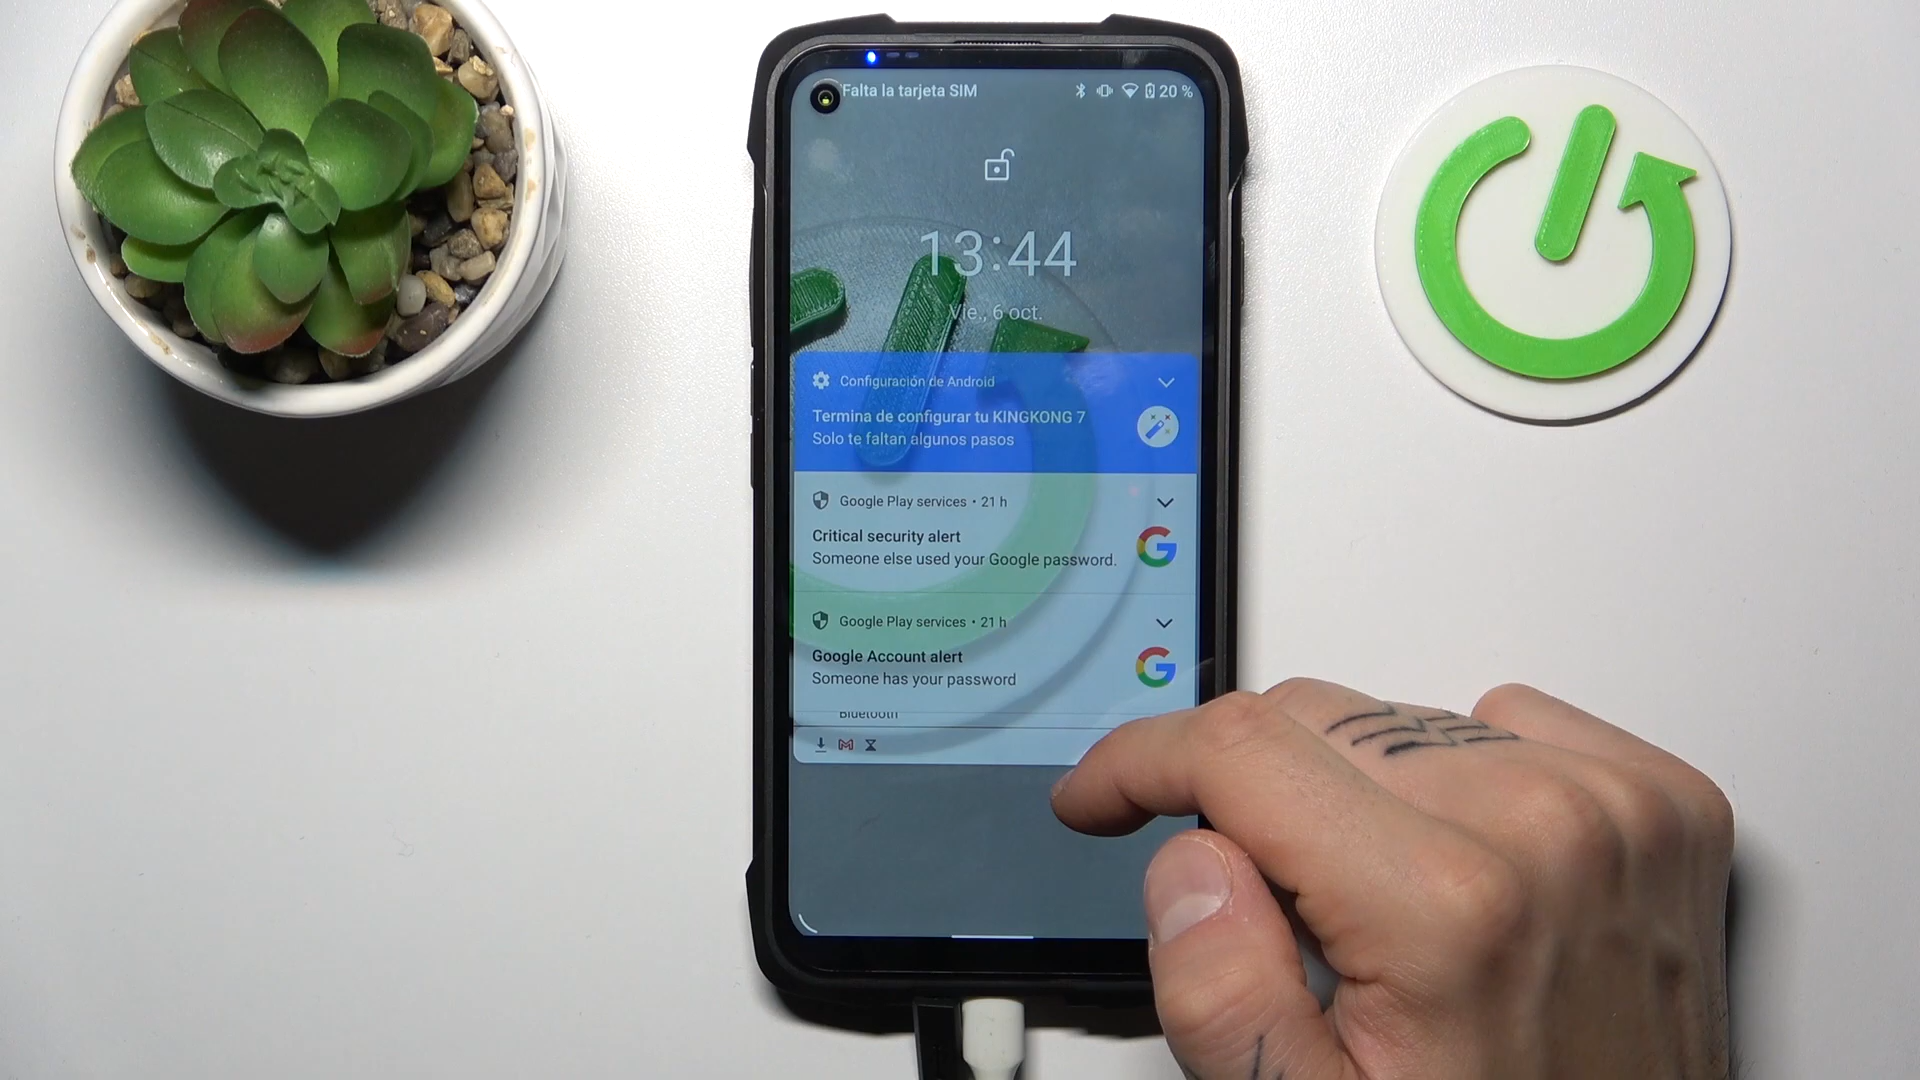 Falta la tarjeta SIM 20 %
13:44
Vie., 6 oct.
Configuración de Android
Termina de configurar tu KINGKONG 7
Solo te faltan algunos pasos
Google Play services • 21 h
Critical security alert
Someone else used your Google password.
Google Play services • 21 h
Google Account alert
Someone has your password
Bluetooth